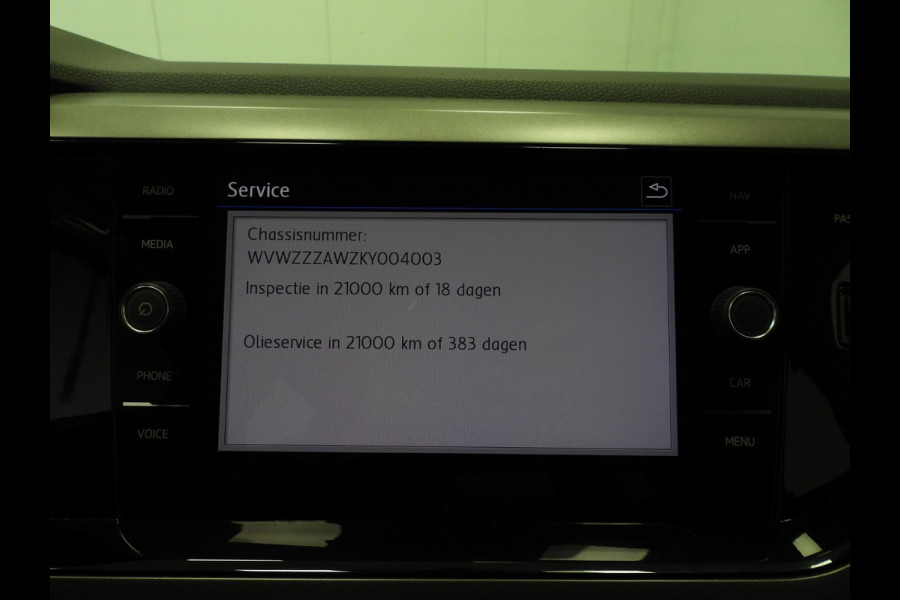 RADIO
MEDIA
PHONE
VOICE
Service
Chassisnummer:
WVWZZZAWZKY004003
Inspectie in 21000 km of 18 dagen
Olieservice in 21000 km of 383 dagen
NAV
APP
CAR
MENU
PAS